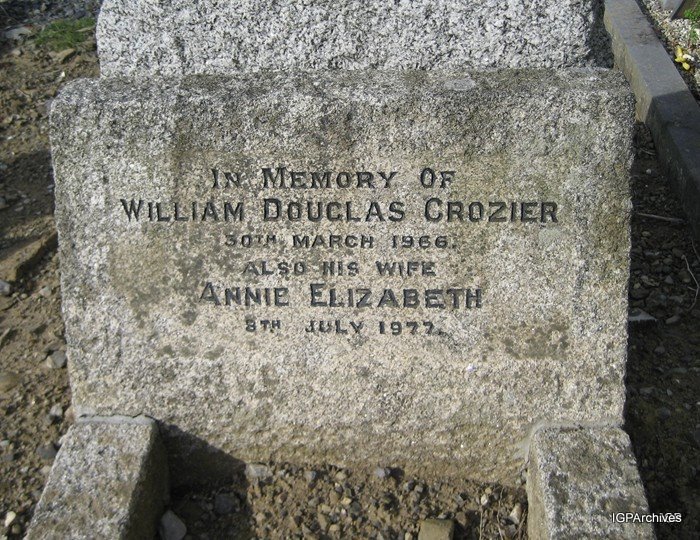 In Memory Of
William Douglas Crozier
30th March 1966.
Also his wife
Annie Elizabeth
8th July 1977.
IGPArchives